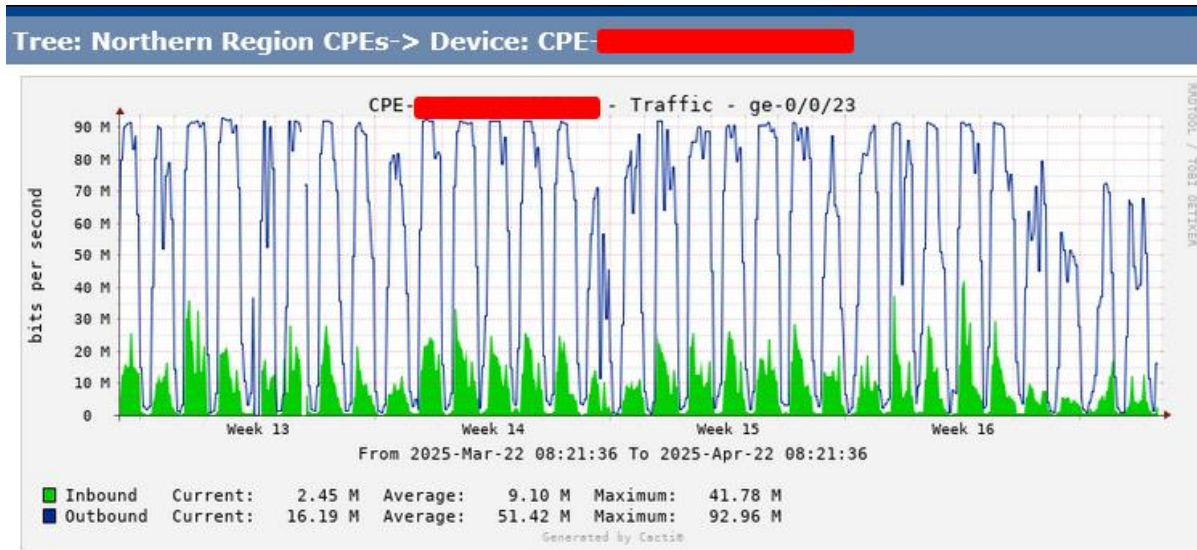 Tree: Northern Region CPEs-> Device: CPE-
CPE- - Traffic - ge-0/0/23
RRDTOOL / TOBI OETIKER
bits per second
90 M
80 M
70 M
60 M
50 M
40 M
30 M
20 M
10 M
0
Week 13 Week 14 Week 15 Week 16
From 2025-Mar-22 08:21:36 To 2025-Apr-22 08:21:36
Inbound Current: 2.45 M Average: 9.10 M Maximum: 41.78 M
Outbound Current: 16.19 M Average: 51.42 M Maximum: 92.96 M
Generated by Cacti®